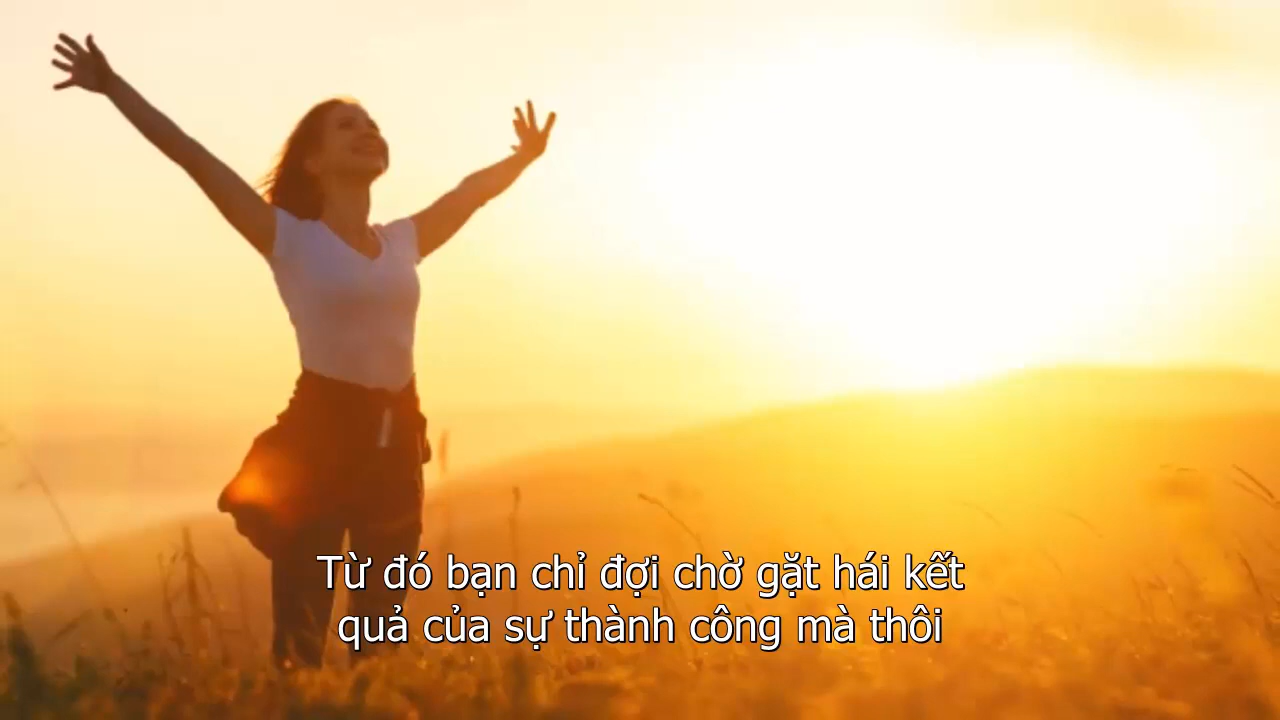 Từ đó bạn chỉ đợi chờ gặt hái kết
quả của sự thành công mà thôi